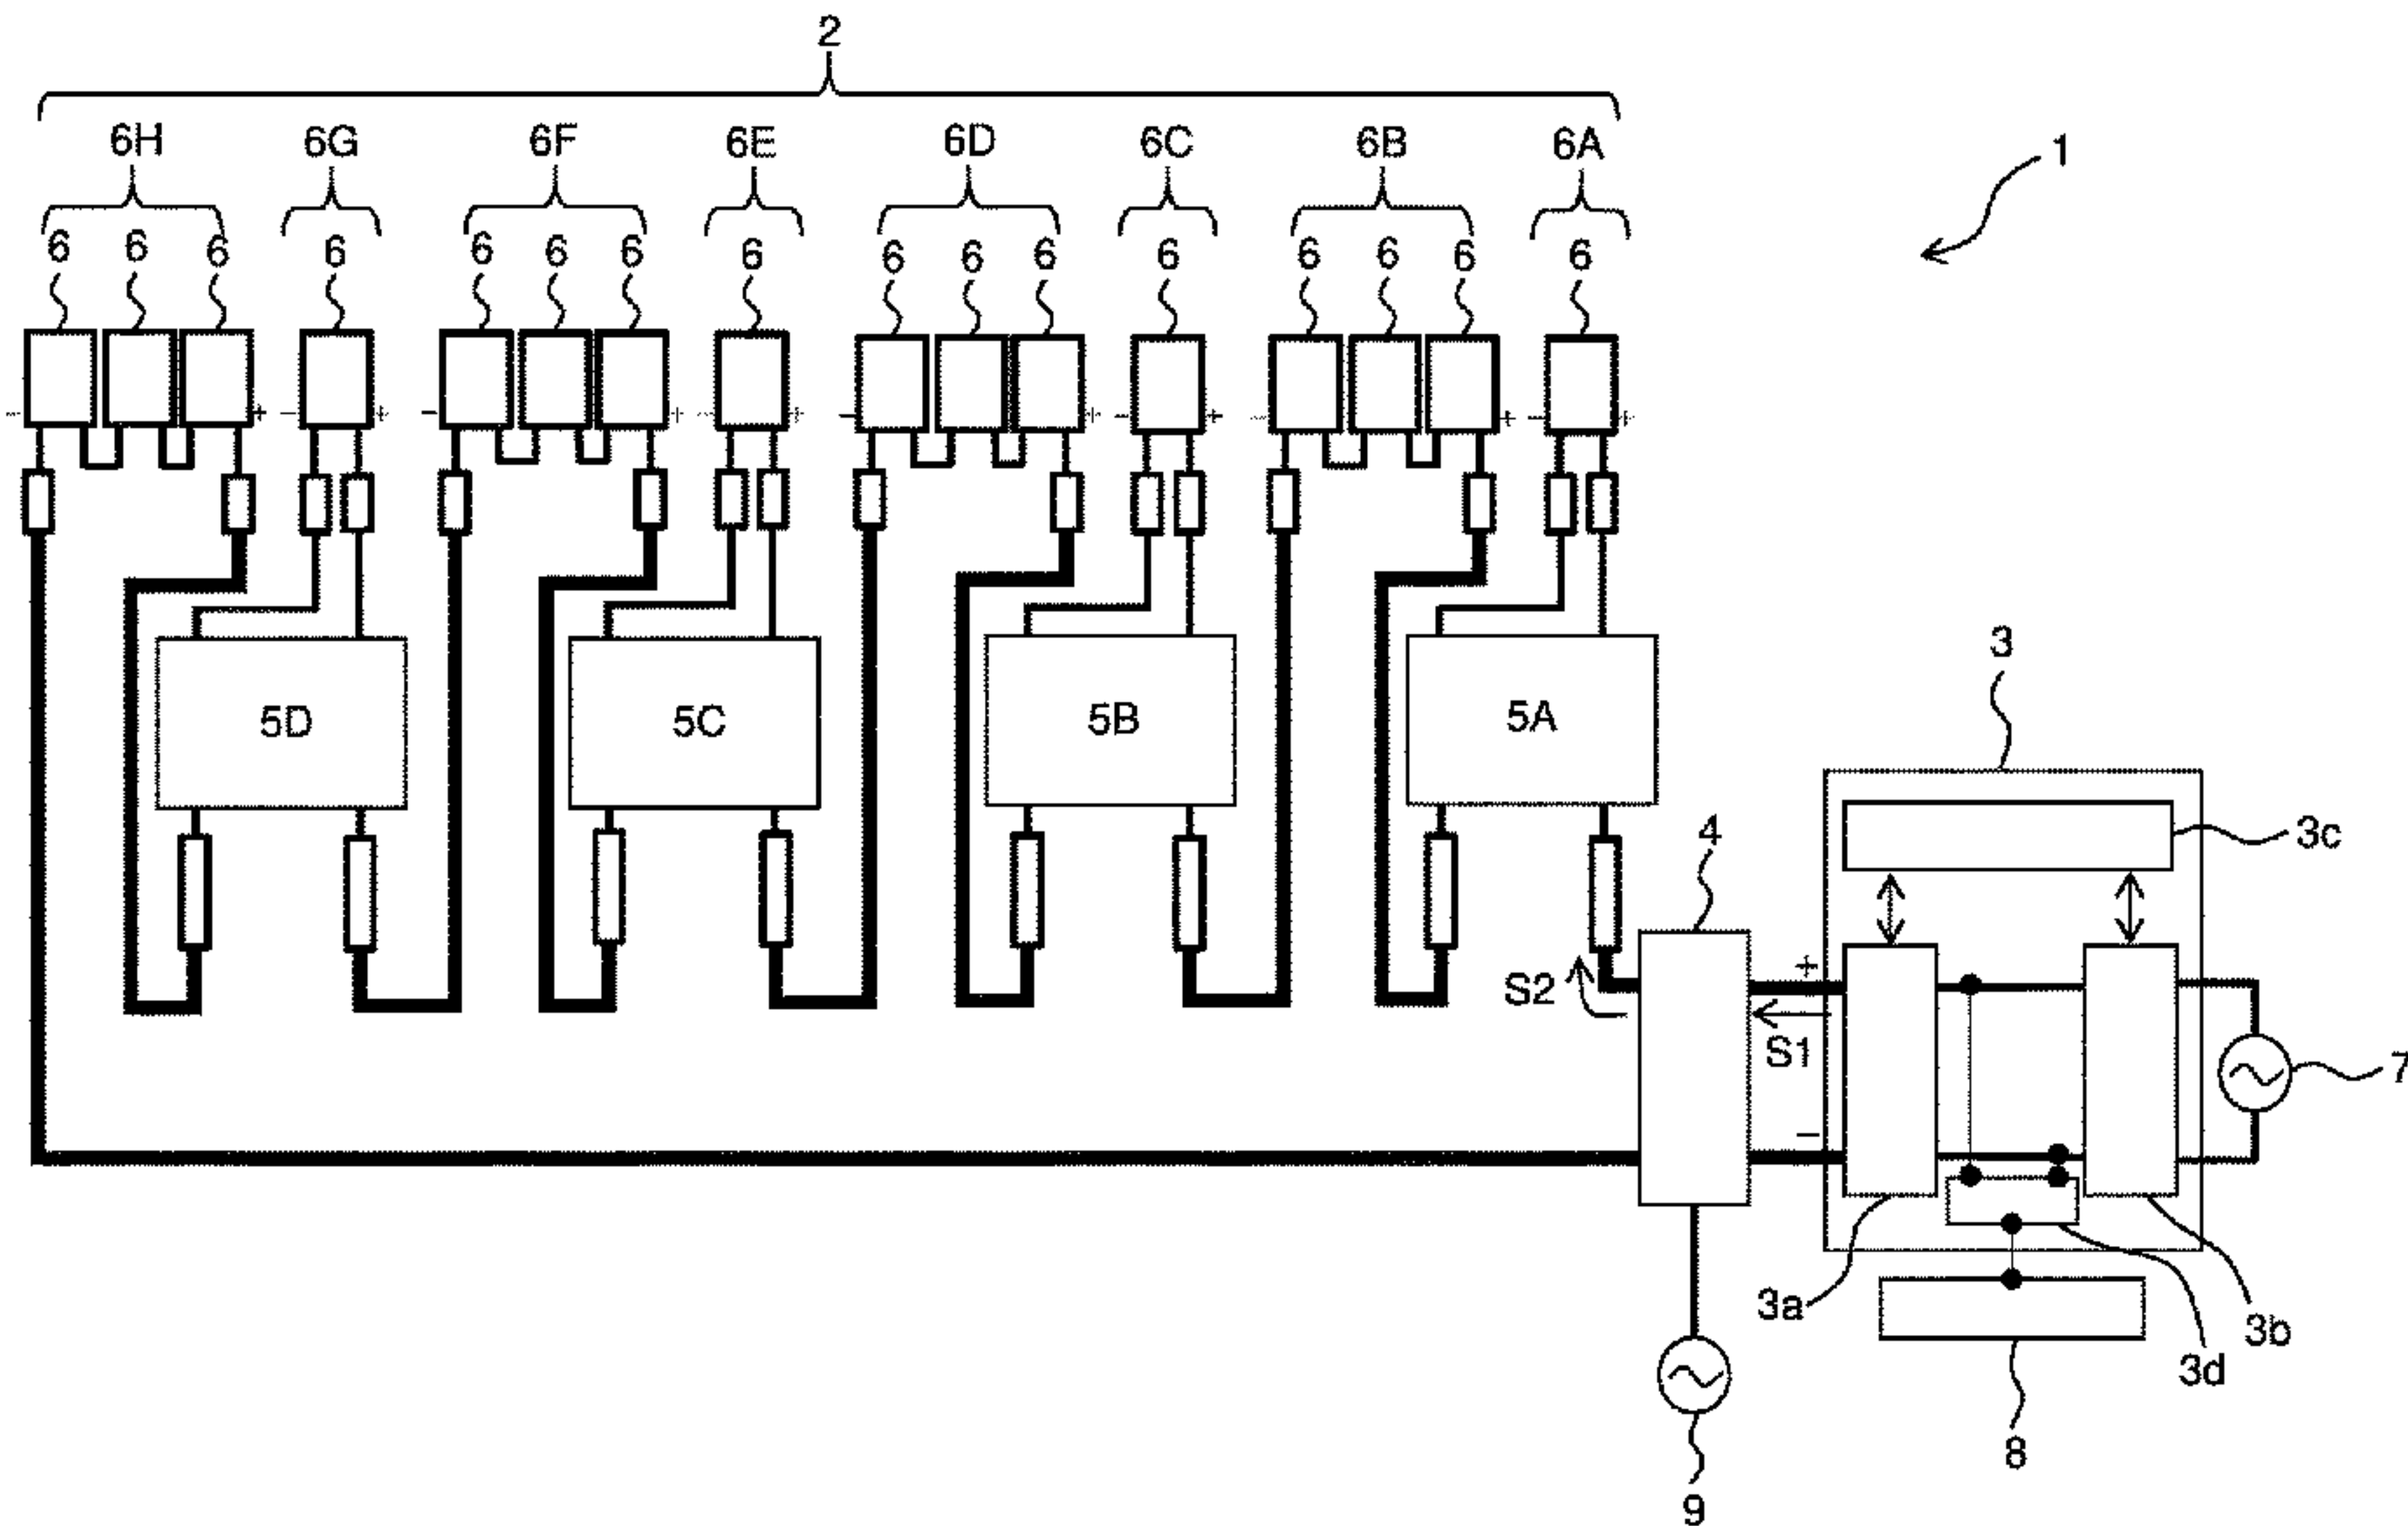 2
6H 6G 6F 6E 6D 6C 6B 6A
1
6 6 6 6 6 6 6 6 6 6 6 6 6 6 6 6
- + - + - + - + - + - + - + - +
3
5D 5C 5B 5A
4
3c
+
S2
S1
7
-
3a
3b
3d
8
9